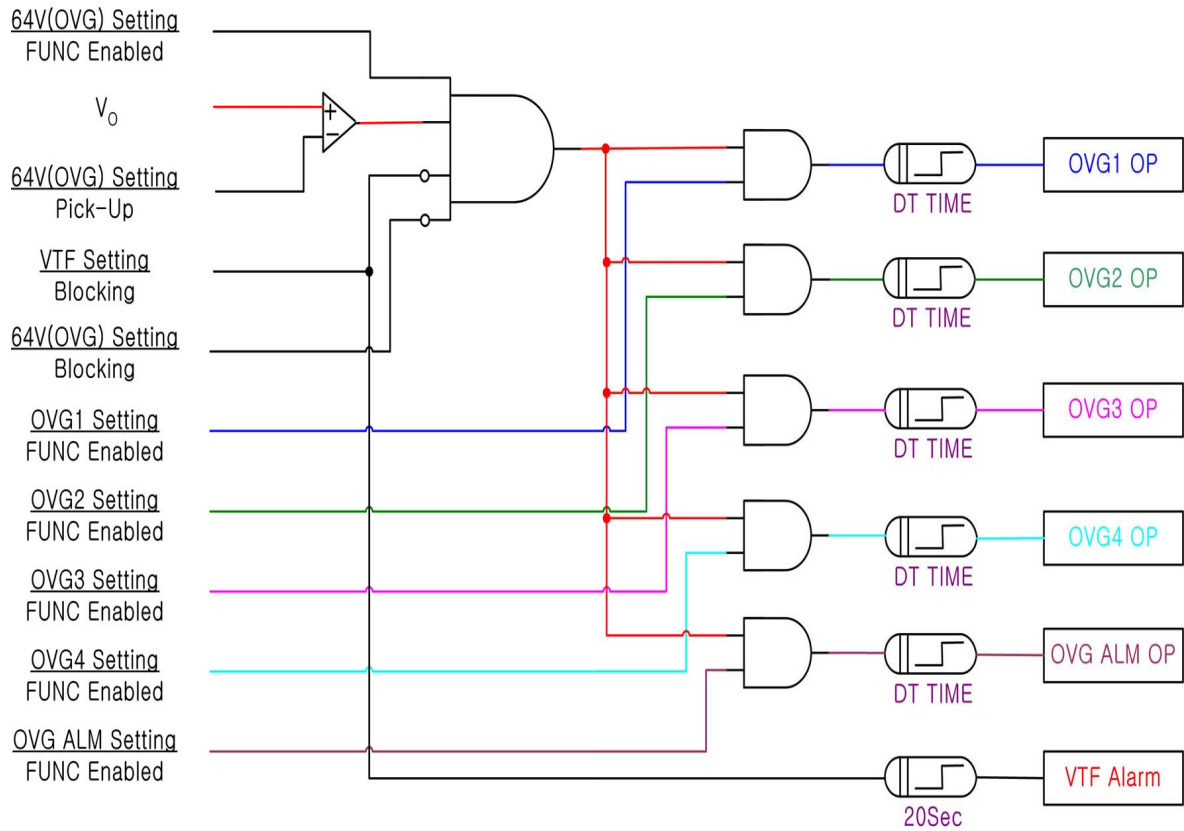 64V(OVG) Setting
FUNC Enabled
V₀
64V(OVG) Setting
Pick-Up
VTF Setting
Blocking
64V(OVG) Setting
Blocking
OVG1 Setting
FUNC Enabled
OVG2 Setting
FUNC Enabled
OVG3 Setting
FUNC Enabled
OVG4 Setting
FUNC Enabled
OVG ALM Setting
FUNC Enabled
+
−
DT TIME
OVG1 OP
DT TIME
OVG2 OP
DT TIME
OVG3 OP
DT TIME
OVG4 OP
DT TIME
OVG ALM OP
20Sec
VTF Alarm